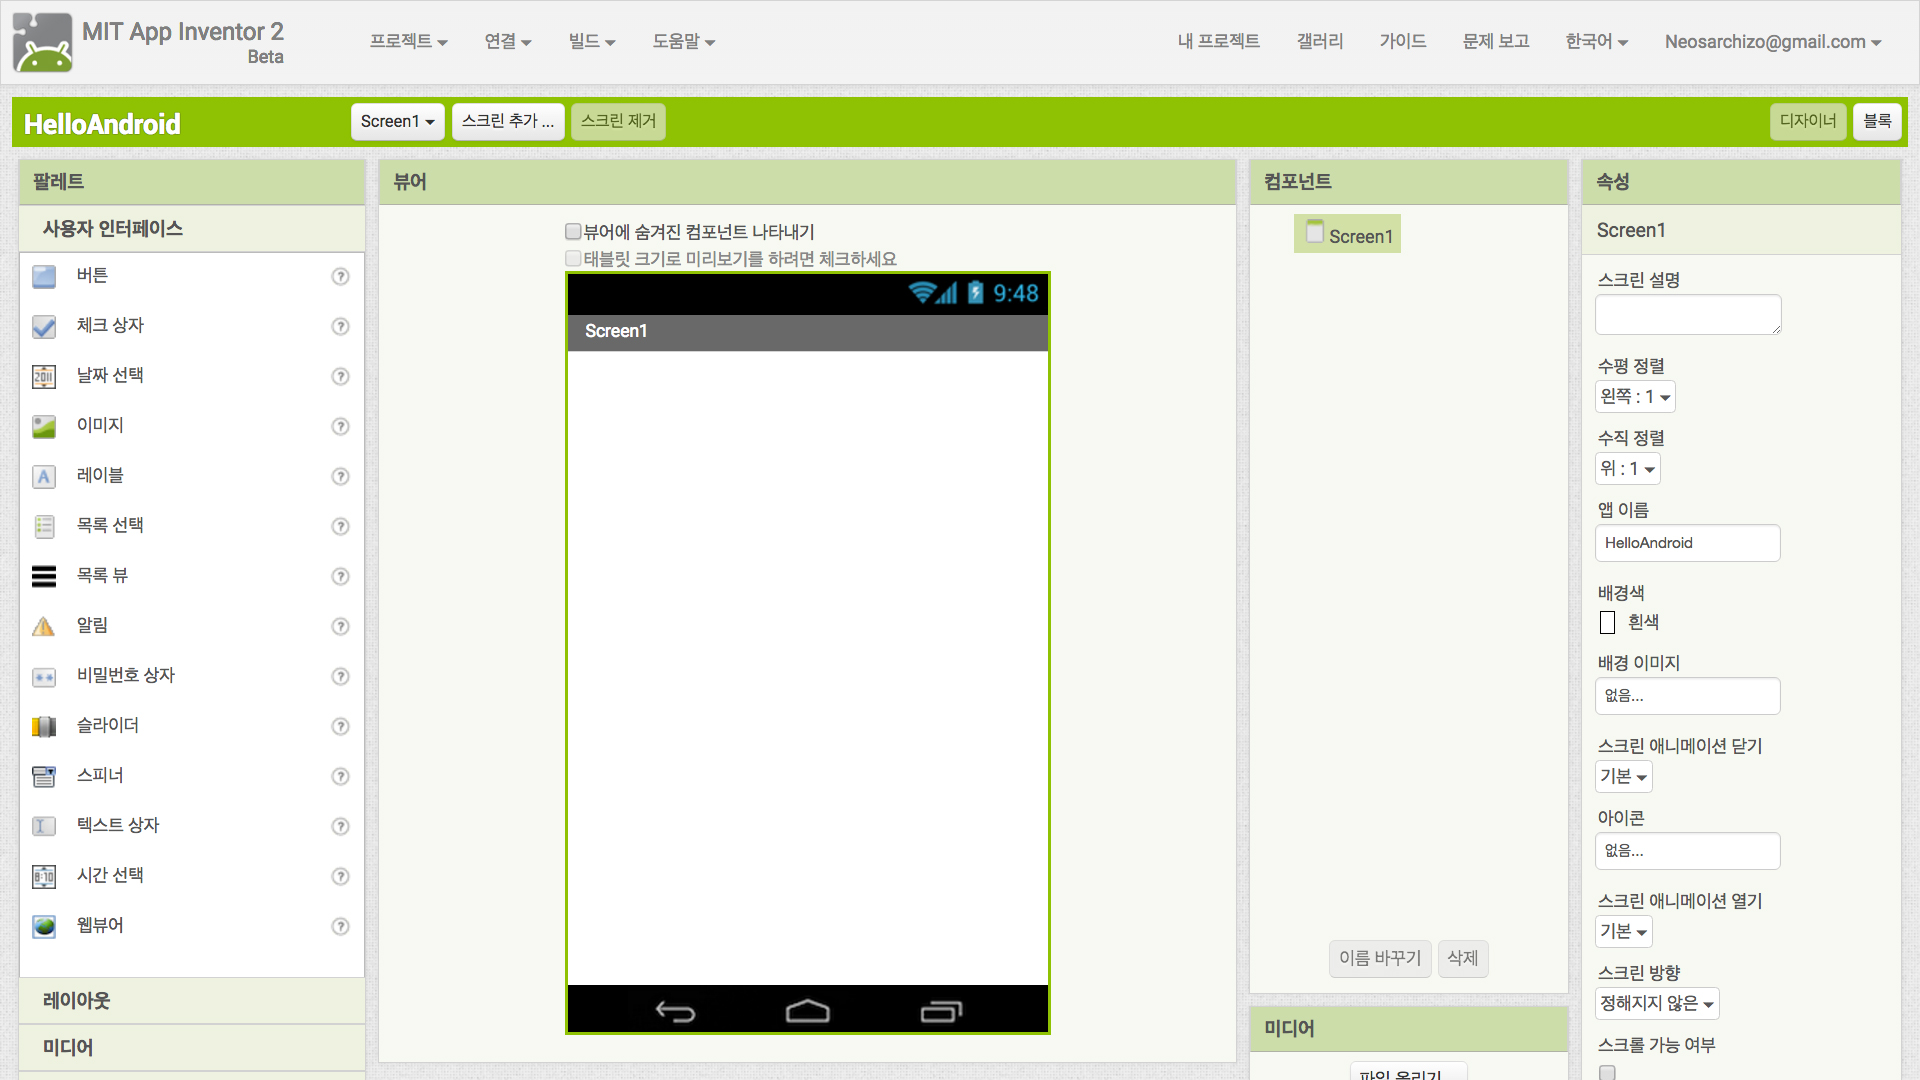 MIT App Inventor 2
Beta
프로젝트 연결 빌드 도움말
내 프로젝트 갤러리 가이드 문제 보고 한국어 Neosarchizo@gmail.com
HelloAndroid
Screen1 스크린 추가 ... 스크린 제거
디자이너 블록
팔레트
사용자 인터페이스
버튼
체크 상자
날짜 선택
이미지
레이블
목록 선택
목록 뷰
알림
비밀번호 상자
슬라이더
스피너
텍스트 상자
시간 선택
웹뷰어
레이아웃
미디어
뷰어
뷰어에 숨겨진 컴포넌트 나타내기
태블릿 크기로 미리보기를 하려면 체크하세요
9:48
Screen1
컴포넌트
Screen1
이름 바꾸기 삭제
미디어
파일 올리기 ...
속성
Screen1
스크린 설명
수평 정렬
왼쪽 : 1
수직 정렬
위 : 1
앱 이름
HelloAndroid
배경색
흰색
배경 이미지
없음...
스크린 애니메이션 닫기
기본
아이콘
없음...
스크린 애니메이션 열기
기본
스크린 방향
정해지지 않은
스크롤 가능 여부